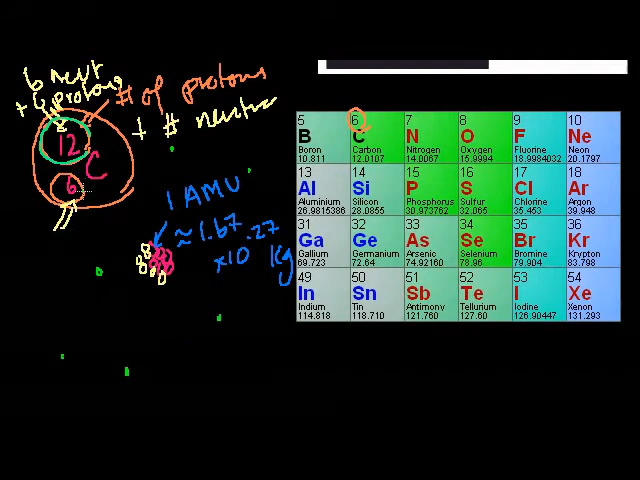 6 neut
+ 6 protons
# of protons
+ # neutro
12
C
6
1 AMU
≈ 1.67
×10
-27
Kg
5 6 7 8 9 10
B C N O F Ne
Boron Carbon Nitrogen Oxygen Fluorine Neon
10.811 12.0107 14.0067 15.9994 18.9984032 20.1797
13 14 15 16 17 18
Al Si P S Cl Ar
Aluminium Silicon Phosphorus Sulfur Chlorine Argon
26.9815386 28.0855 30.973762 32.065 35.453 39.948
31 32 33 34 35 36
Ga Ge As Se Br Kr
Gallium Germanium Arsenic Selenium Bromine Krypton
69.723 72.64 74.92160 78.96 79.904 83.798
49 50 51 52 53 54
In Sn Sb Te I Xe
Indium Tin Antimony Tellurium Iodine Xenon
114.818 118.710 121.760 127.60 126.90447 131.293